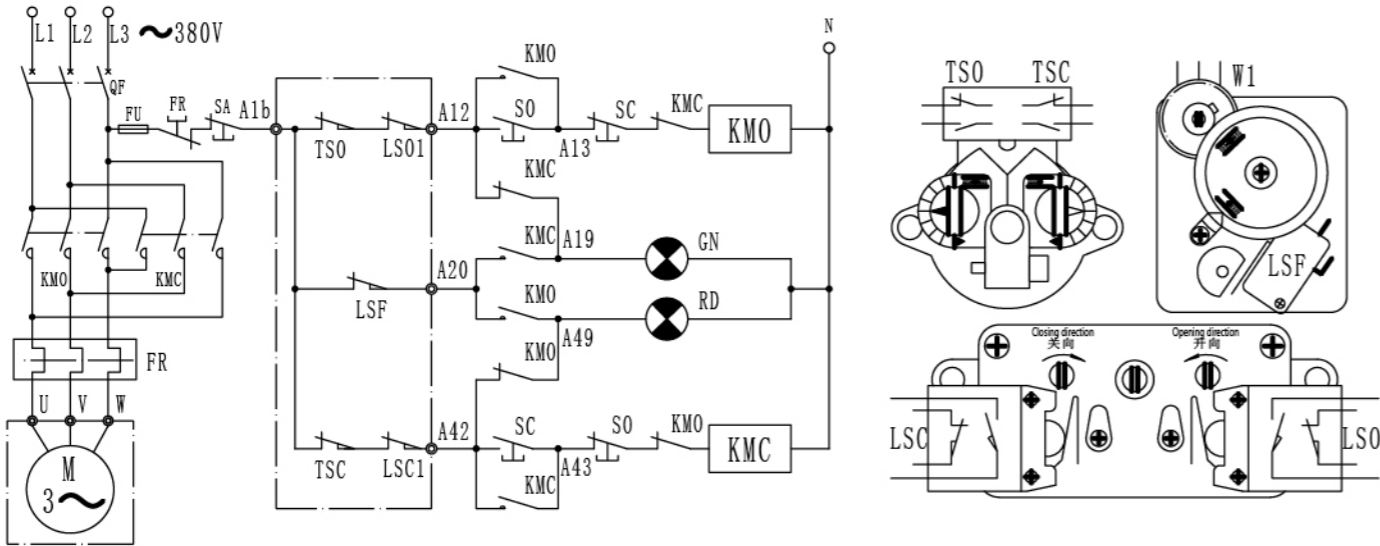 L1 L2 L3 ~380V
QF
FU FR SA A1b
TSO LSO1 A12
KMO
SO
A13
SC KMC
KMO
N
KMC
KMC A19 GN
A20
LSF
KMO RD
A49
KMO
TSC LSC1 A42
SC
A43
SO KMO
KMC
KMC
KMO KMC
FR
U V W
M
3~
TSO TSC
W1
LSF
Closing direction
关向
Opening direction
开向
LSC
LSO